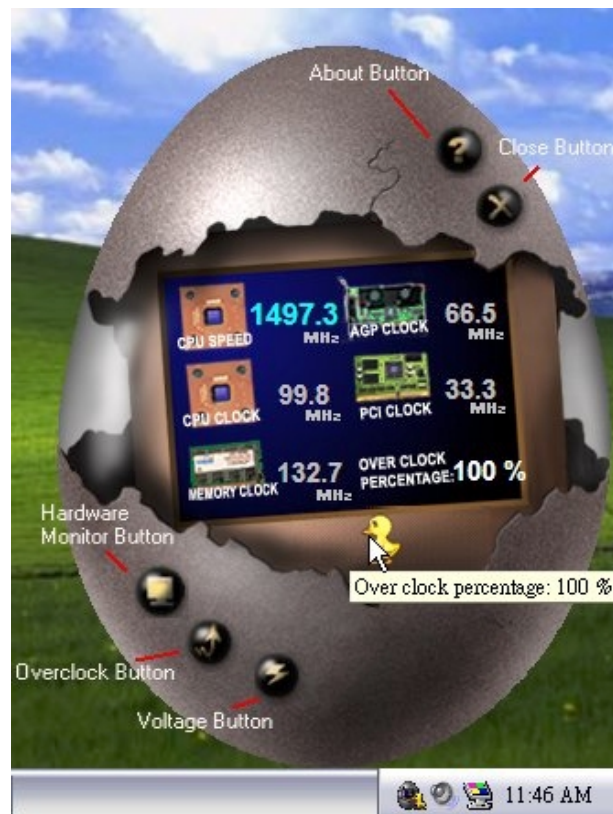 About Button
Close Button
CPU SPEED 1497.3 MHz
AGP CLOCK 66.5 MHz
CPU CLOCK 99.8 MHz
PCI CLOCK 33.3 MHz
MEMORY CLOCK 132.7 MHz
OVER CLOCK
PERCENTAGE: 100 %
Over clock percentage: 100 %
Hardware
Monitor Button
Overclock Button
Voltage Button
11:46 AM